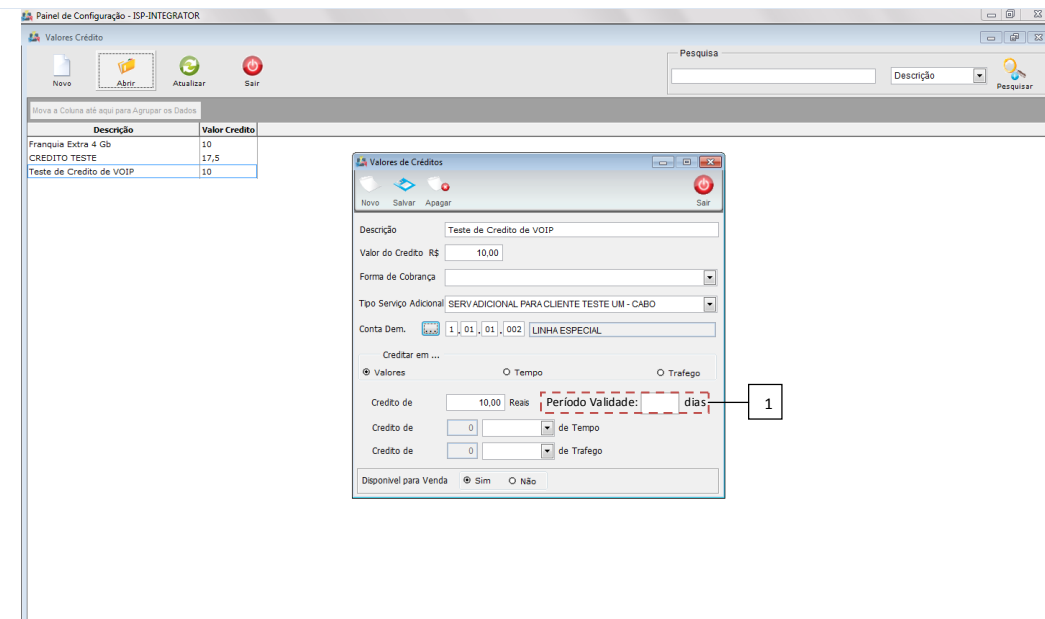 Painel de Configuração - ISP-INTEGRATOR
Valores Crédito
Novo Abrir Atualizar Sair
Pesquisa
Descrição
Pesquisar
Mova a Coluna até aqui para Agrupar os Dados
Descrição Valor Credito
Franquia Extra 4 Gb 10
CREDITO TESTE 17,5
Teste de Credito de VOIP 10
Valores de Créditos
Novo Salvar Apagar Sair
Descrição Teste de Credito de VOIP
Valor do Credito R$ 10,00
Forma de Cobrança
Tipo Serviço Adicional SERV ADICIONAL PARA CLIENTE TESTE UM - CABO
Conta Dem. ... 1 . 01 . 01 . 002 LINHA ESPECIAL
Creditar em ...
Valores Tempo Trafego
Credito de 10,00 Reais Período Validade: dias 1
Credito de 0 de Tempo
Credito de 0 de Trafego
Disponivel para Venda Sim Não